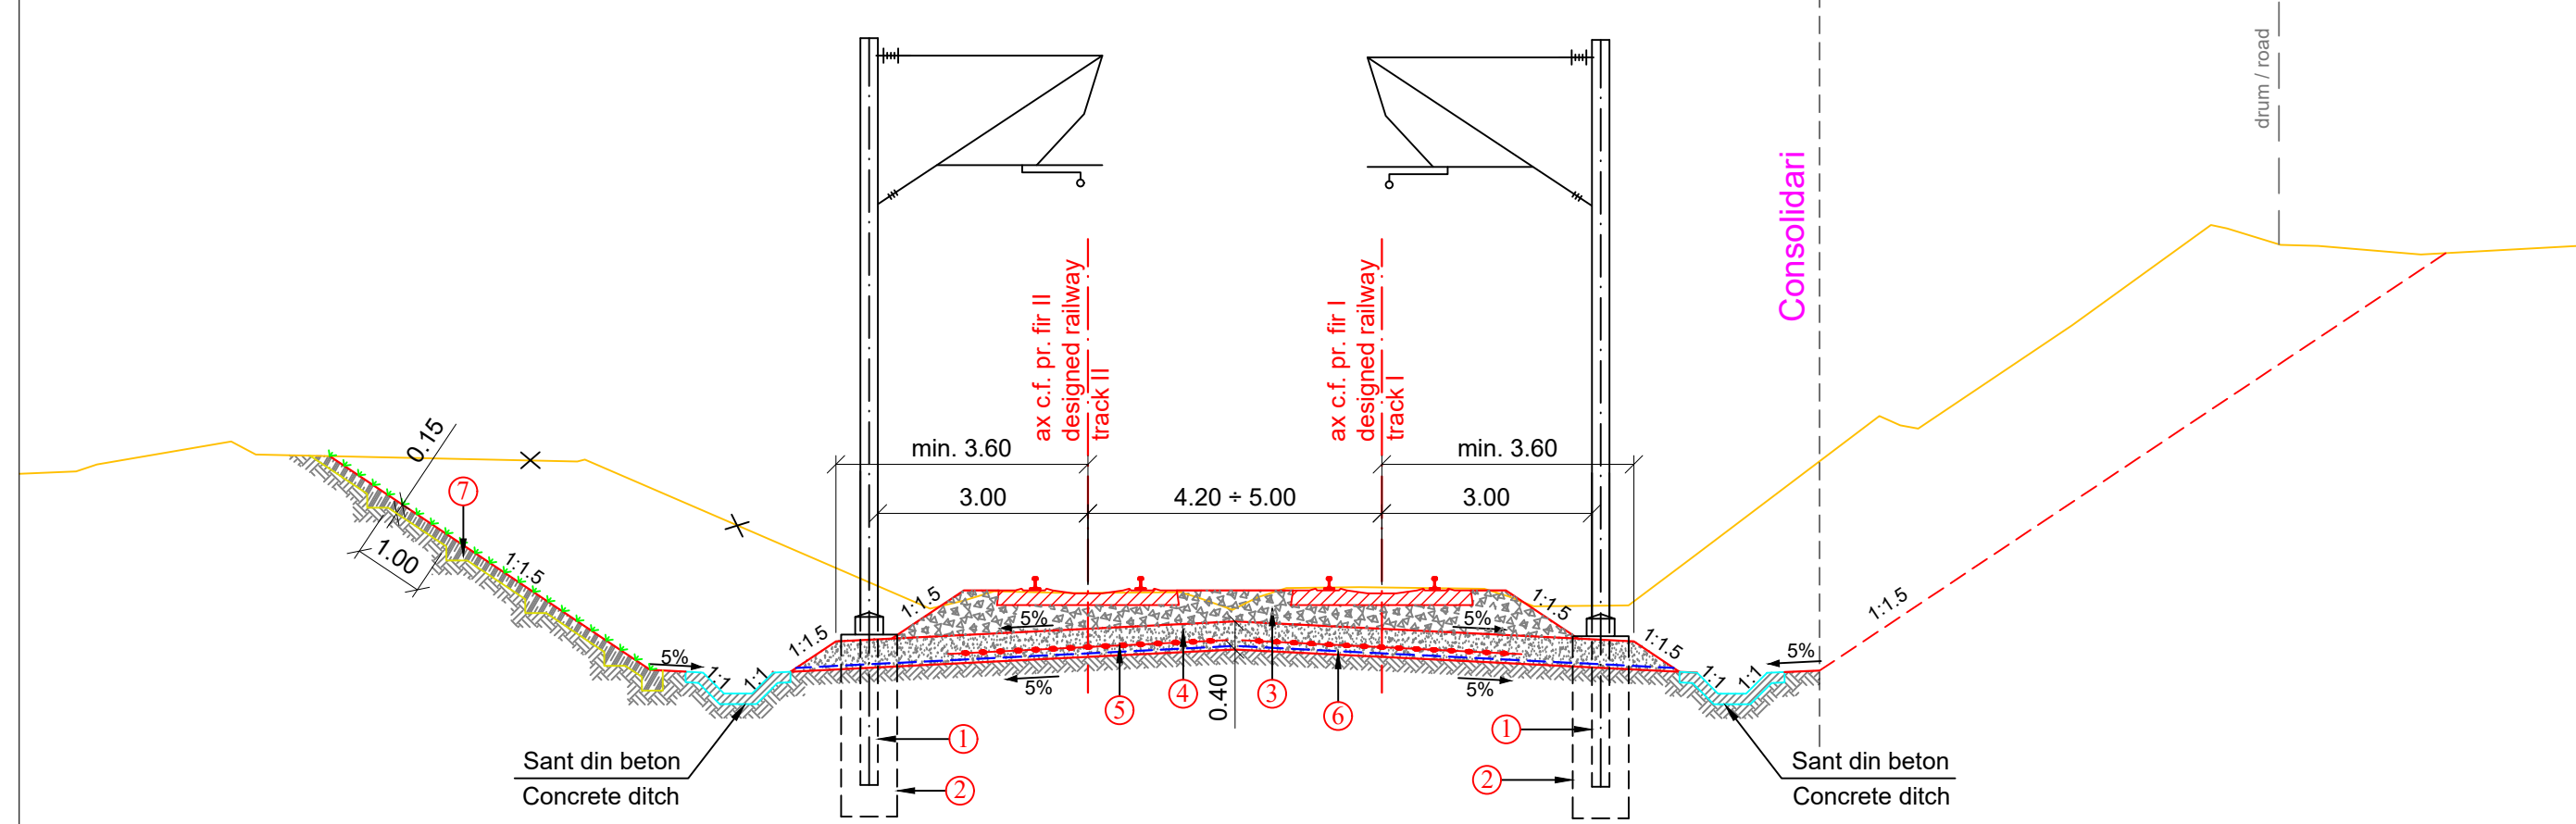 drum / road
Consolidari
ax c.f. pr. fir II
designed railway
track II
ax c.f. pr. fir I
designed railway
track I
0.15
min. 3.60
min. 3.60
7
3.00
4.20 ÷ 5.00
3.00
1.00
1:1.5
1:1.5
1:1.5
1:1.5
5%
5%
1:1.5
1:1.5
5%
1:1
1:1
5%
5%
1:1
1:1
5%
5
4
0.40
3
6
1
1
2
2
Sant din beton
Concrete ditch
Sant din beton
Concrete ditch